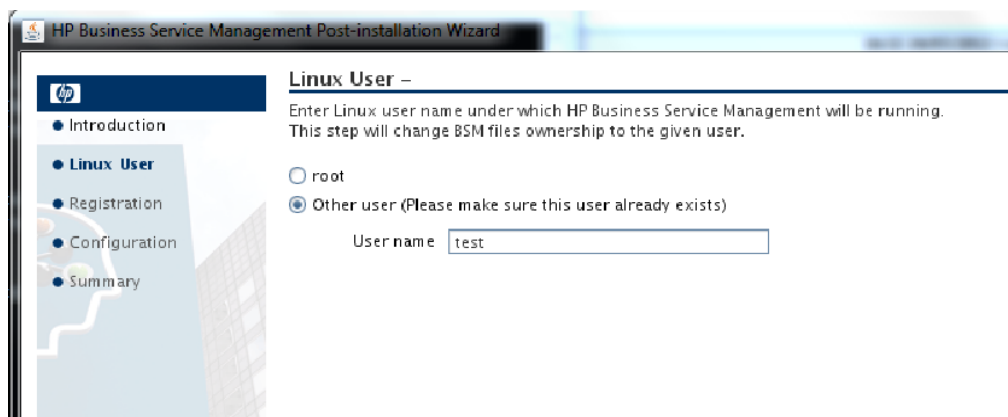 HP Business Service Management Post-installation Wizard
hp
Introduction
Linux User
Registration
Configuration
Summary
Linux User –
Enter Linux user name under which HP Business Service Management will be running.
This step will change BSM files ownership to the given user.
root
Other user (Please make sure this user already exists)
User name test